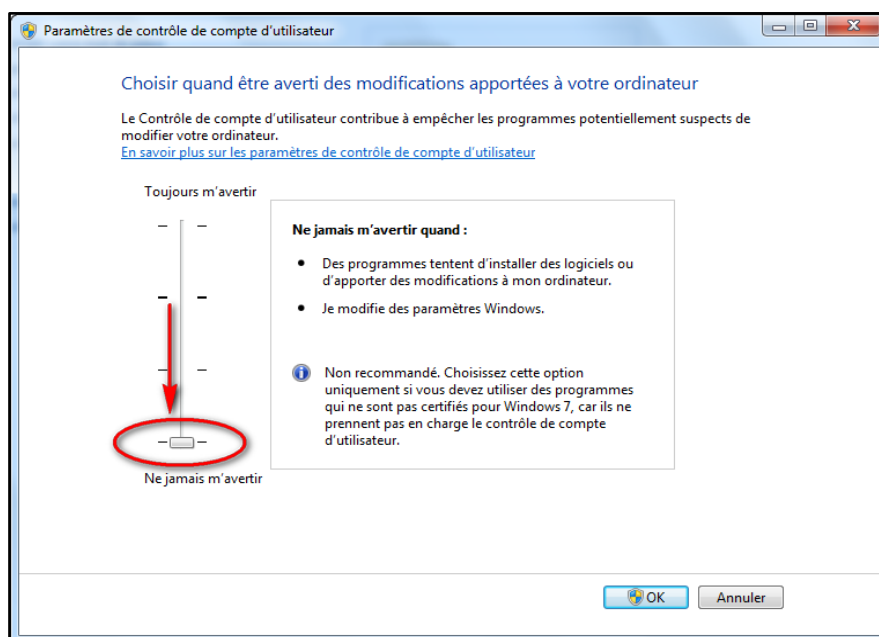 Paramètres de contrôle de compte d'utilisateur
Choisir quand être averti des modifications apportées à votre ordinateur
Le Contrôle de compte d'utilisateur contribue à empêcher les programmes potentiellement suspects de
modifier votre ordinateur.
En savoir plus sur les paramètres de contrôle de compte d'utilisateur
Toujours m'avertir
Ne jamais m'avertir quand :
Des programmes tentent d'installer des logiciels ou
d'apporter des modifications à mon ordinateur.
Je modifie des paramètres Windows.
Non recommandé. Choisissez cette option
uniquement si vous devez utiliser des programmes
qui ne sont pas certifiés pour Windows 7, car ils ne
prennent pas en charge le contrôle de compte
d'utilisateur.
Ne jamais m'avertir
OK
Annuler